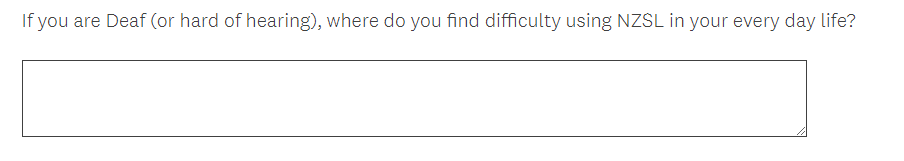 If you are Deaf (or hard of hearing), where do you find difficulty using NZSL in your every day life?